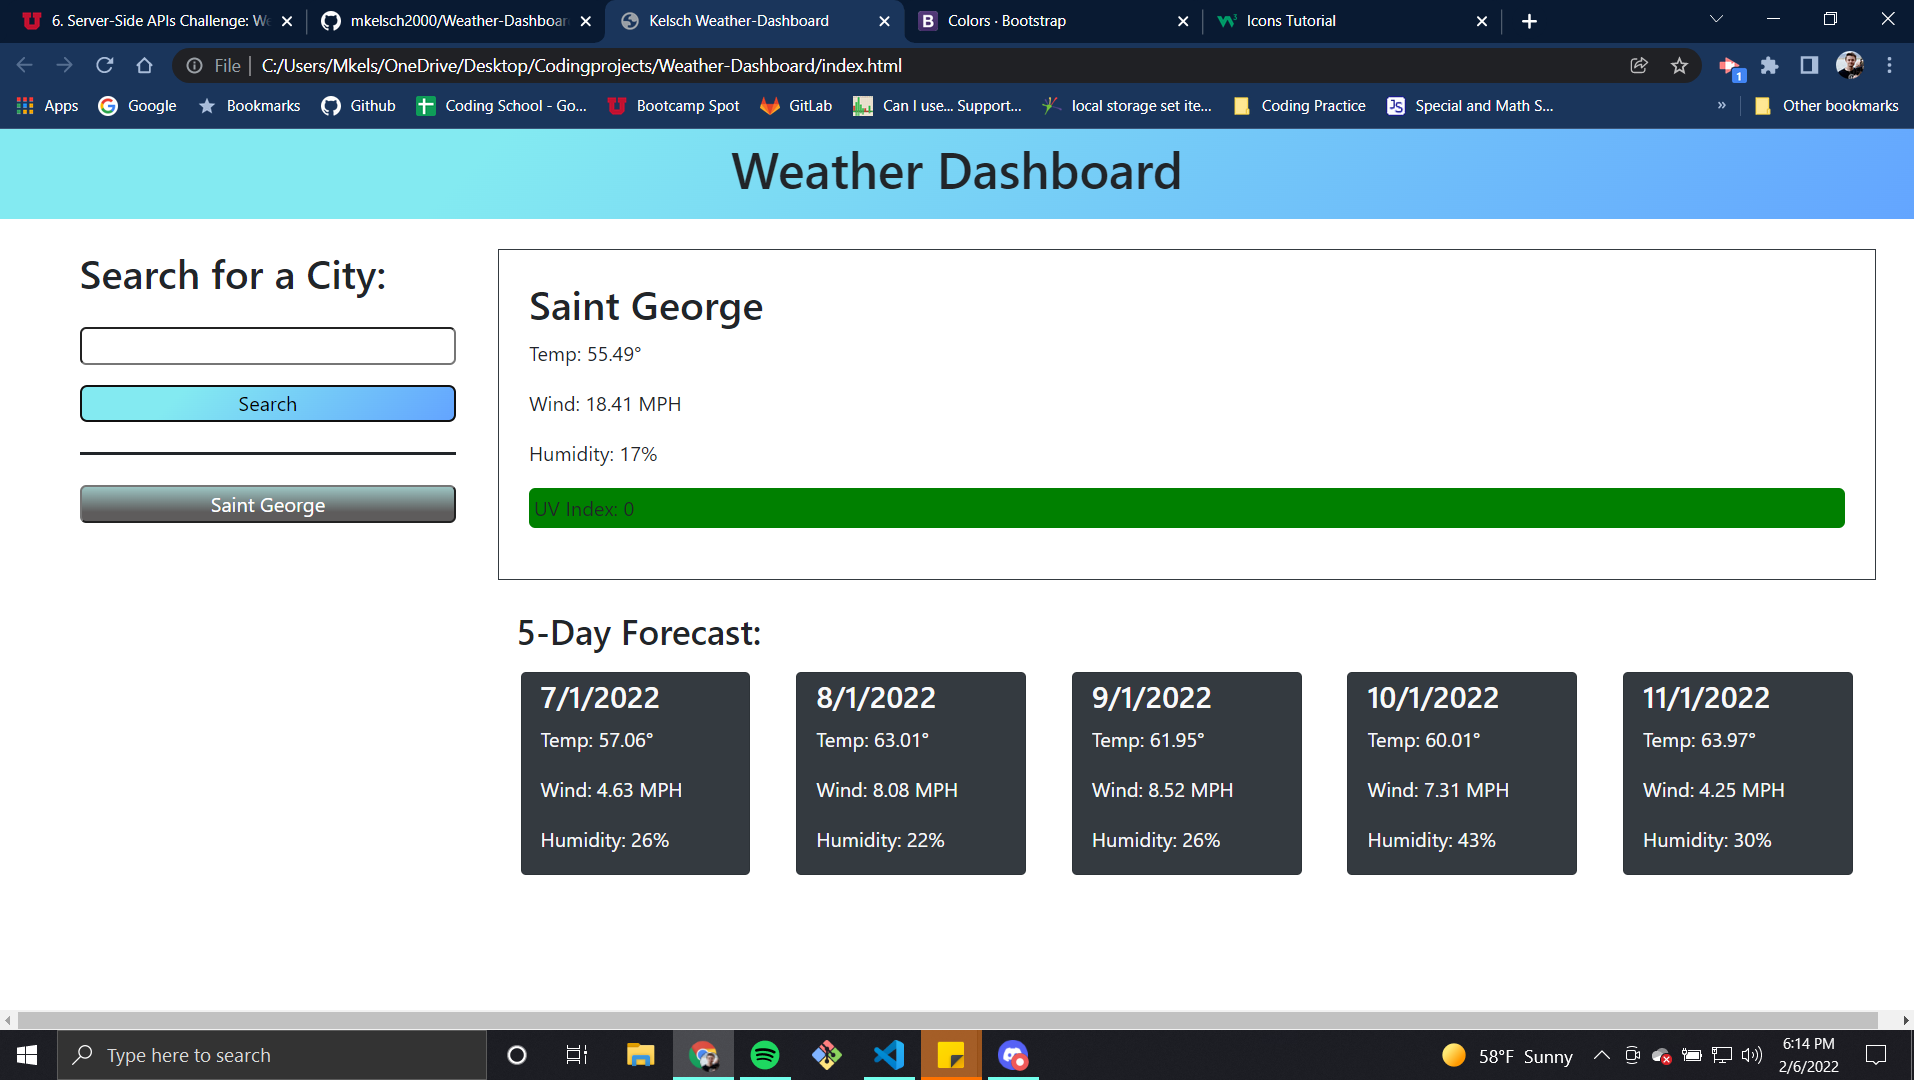 6. Server-Side APIs Challenge: We
mkelsch2000/Weather-Dashboar
Kelsch Weather-Dashboard
Colors · Bootstrap
Icons Tutorial
File C:/Users/Mkels/OneDrive/Desktop/Codingprojects/Weather-Dashboard/index.html
1
Apps Google Bookmarks Github Coding School - Go... Bootcamp Spot GitLab Can I use... Support... local storage set ite... Coding Practice Special and Math S... » Other bookmarks
Weather Dashboard
Search for a City:
Search
Saint George
Saint George
Temp: 55.49°
Wind: 18.41 MPH
Humidity: 17%
UV Index: 0
5-Day Forecast:
7/1/2022
Temp: 57.06°
Wind: 4.63 MPH
Humidity: 26%
8/1/2022
Temp: 63.01°
Wind: 8.08 MPH
Humidity: 22%
9/1/2022
Temp: 61.95°
Wind: 8.52 MPH
Humidity: 26%
10/1/2022
Temp: 60.01°
Wind: 7.31 MPH
Humidity: 43%
11/1/2022
Temp: 63.97°
Wind: 4.25 MPH
Humidity: 30%
Type here to search
58°F Sunny
6:14 PM
2/6/2022